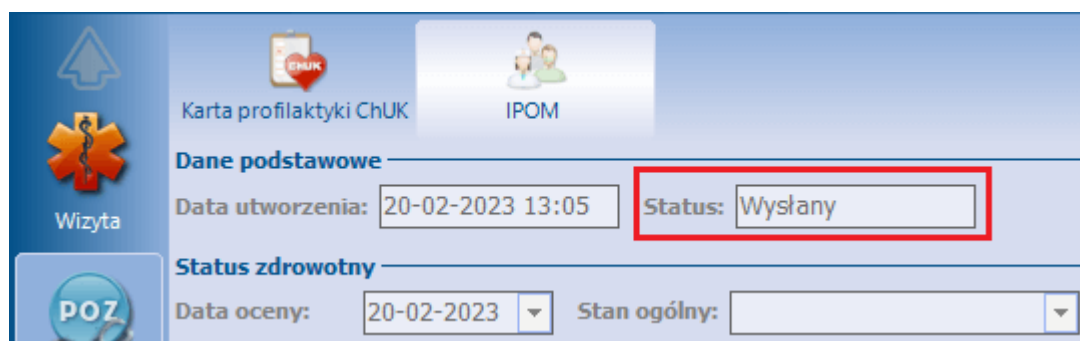 CHUK
Karta profilaktyki ChUK
IPOM
Dane podstawowe
Wizyta
Data utworzenia: 20-02-2023 13:05 Status: Wysłany
Status zdrowotny
POZ
Data oceny: 20-02-2023 Stan ogólny: